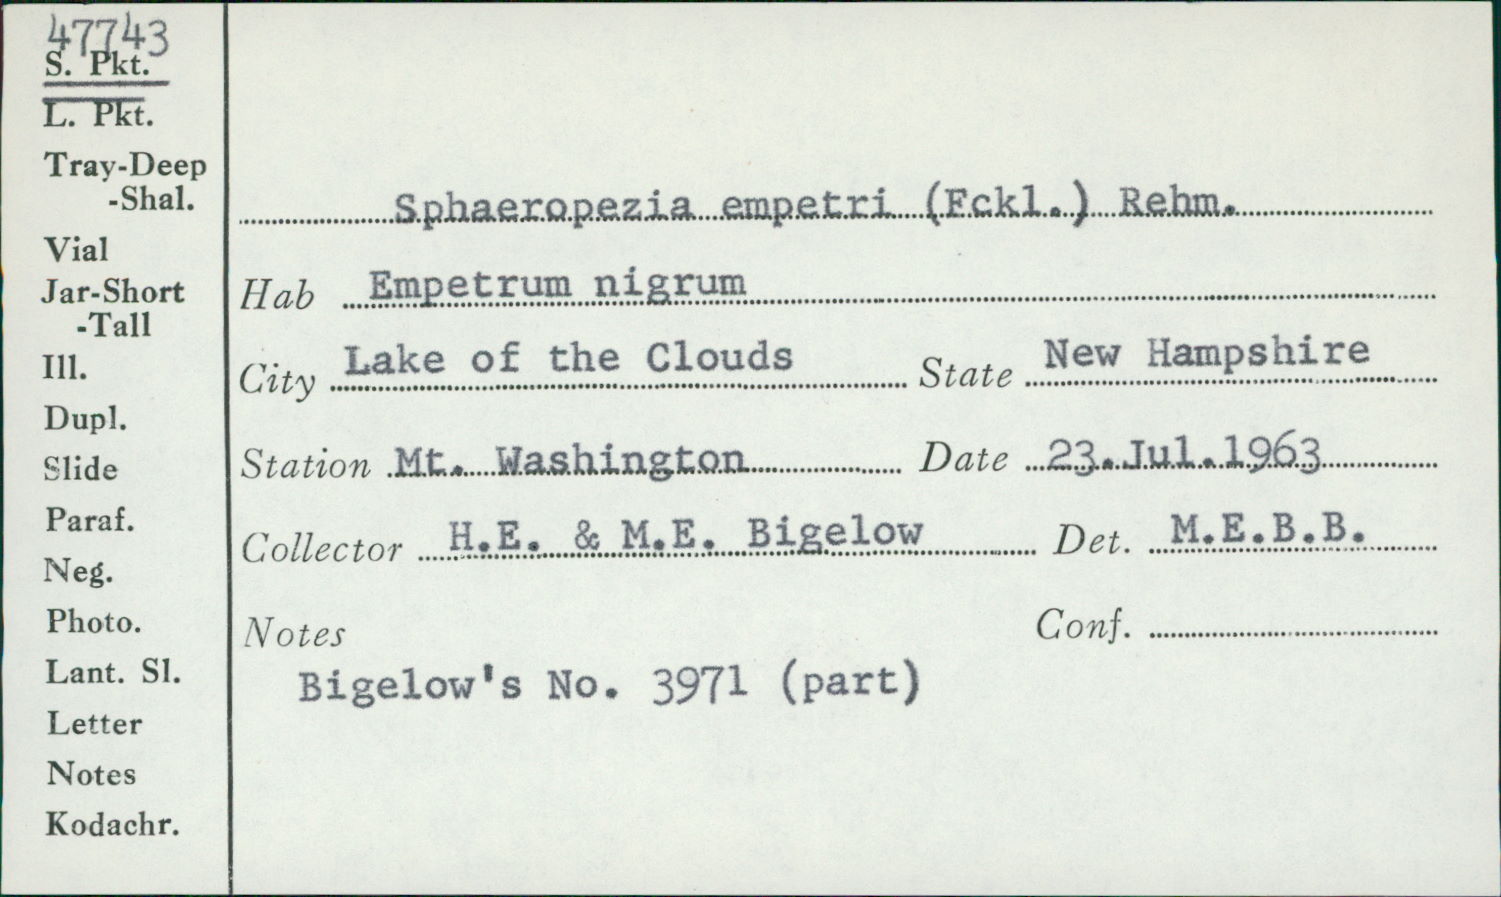 47743
S. Pkt.
L. Pkt.
Tray-Deep
-Shal.
Vial
Jar-Short
-Tall
Ill.
Dupl.
Slide
Paraf.
Neg.
Photo.
Lant. Sl.
Letter
Notes
Kodachr.
Sphaeropezia empetri (Fckl.) Rehm.
Hab Empetrum nigrum
City Lake of the Clouds State New Hampshire
Station Mt. Washington Date 23.Jul.1963
Collector H.E. & M.E. Bigelow Det. M.E.B.B.
Notes Conf.
Bigelow's No. 3971 (part)